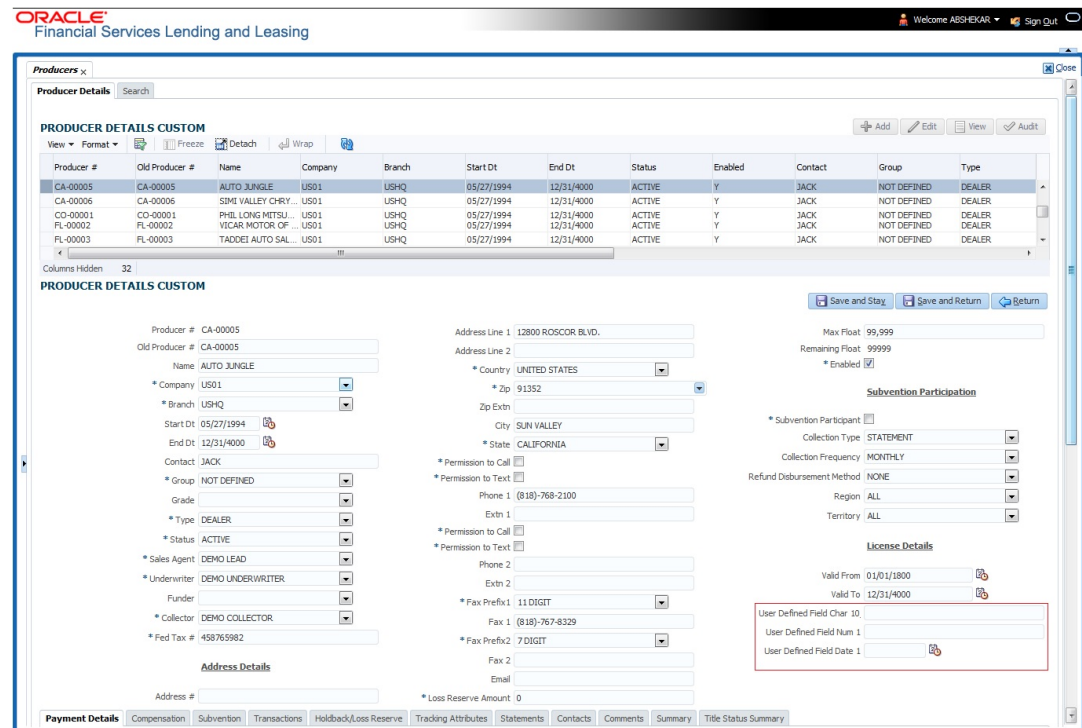 ORACLE
Financial Services Lending and Leasing
Welcome ABSHEKAR
Sign Out
Producers x
Close
Producer Details Search
PRODUCER DETAILS CUSTOM
Add Edit View Audit
View Format Freeze Detach Wrap
Producer # Old Producer # Name Company Branch Start Dt End Dt Status Enabled Contact Group Type
CA-00005 CA-00005 AUTO JUNGLE US01 USHQ 05/27/1994 12/31/4000 ACTIVE Y JACK NOT DEFINED DEALER
CA-00006 CA-00006 SIMI VALLEY CHRY... US01 USHQ 05/27/1994 12/31/4000 ACTIVE Y JACK NOT DEFINED DEALER
CO-00001 CO-00001 PHIL LONG MITSU... US01 USHQ 05/27/1994 12/31/4000 ACTIVE Y JACK NOT DEFINED DEALER
FL-00002 FL-00002 VICAR MOTOR OF ... US01 USHQ 05/27/1994 12/31/4000 ACTIVE Y JACK NOT DEFINED DEALER
FL-00003 FL-00003 TADDEI AUTO SAL... US01 USHQ 05/27/1994 12/31/4000 ACTIVE Y JACK NOT DEFINED DEALER
Columns Hidden 32
PRODUCER DETAILS CUSTOM
Save and Stay Save and Return Return
Producer # CA-00005
Old Producer # CA-00005
Name AUTO JUNGLE
* Company US01
* Branch USHQ
Start Dt 05/27/1994
End Dt 12/31/4000
Contact JACK
* Group NOT DEFINED
Grade
* Type DEALER
* Status ACTIVE
* Sales Agent DEMO LEAD
* Underwriter DEMO UNDERWRITER
Funder
* Collector DEMO COLLECTOR
* Fed Tax # 458765982
Address Details
Address #
Address Line 1 12800 ROSCOR BLVD.
Address Line 2
* Country UNITED STATES
* Zip 91352
Zip Extn
City SUN VALLEY
* State CALIFORNIA
* Permission to Call
* Permission to Text
Phone 1 (818)-768-2100
Extn 1
* Permission to Call
* Permission to Text
Phone 2
Extn 2
* Fax Prefix1 11 DIGIT
Fax 1 (818)-767-8329
* Fax Prefix2 7 DIGIT
Fax 2
Email
* Loss Reserve Amount 0
Max Float 99,999
Remaining Float 99999
* Enabled
Subvention Participation
* Subvention Participant
Collection Type STATEMENT
Collection Frequency MONTHLY
Refund Disbursement Method NONE
Region ALL
Territory ALL
License Details
Valid From 01/01/1800
Valid To 12/31/4000
User Defined Field Char 10
User Defined Field Num 1
User Defined Field Date 1
Payment Details Compensation Subvention Transactions Holdback/Loss Reserve Tracking Attributes Statements Contacts Comments Summary Title Status Summary